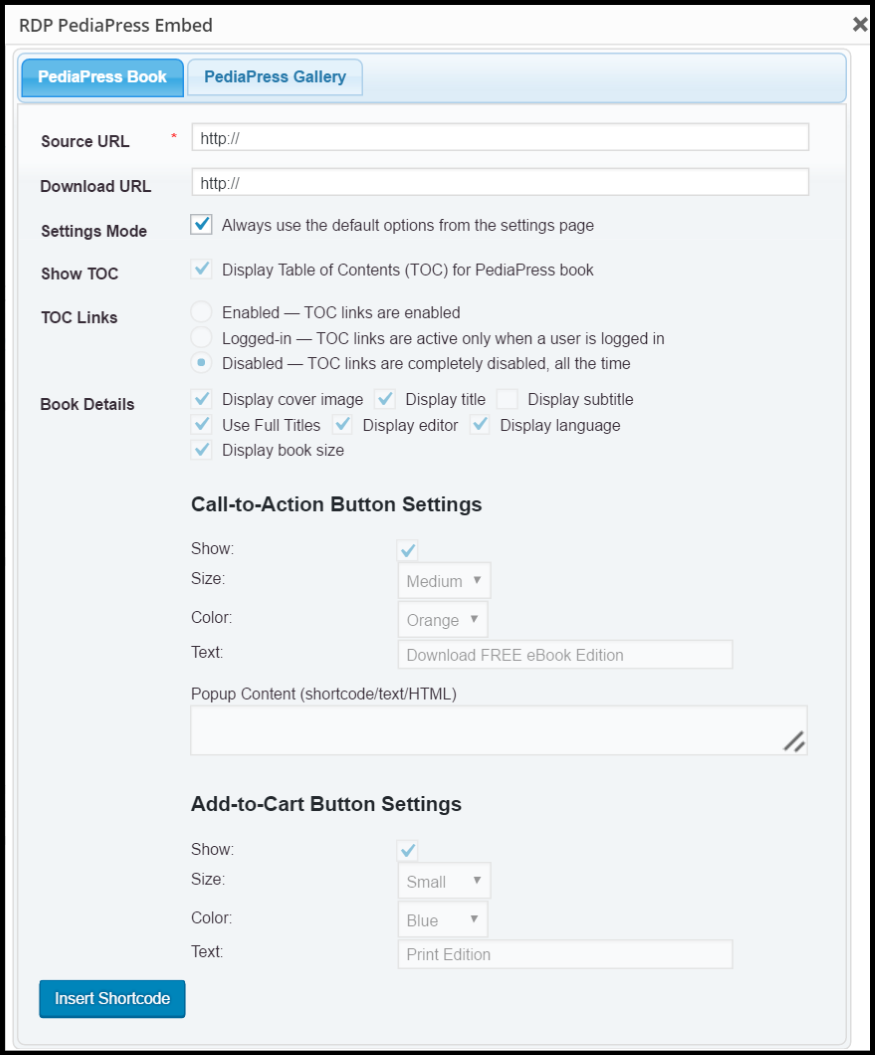 RDP PediaPress Embed
PediaPress Book PediaPress Gallery
Source URL * http://
Download URL http://
Settings Mode Always use the default options from the settings page
Show TOC Display Table of Contents (TOC) for PediaPress book
TOC Links Enabled — TOC links are enabled
Logged-in — TOC links are active only when a user is logged in
Disabled — TOC links are completely disabled, all the time
Book Details Display cover image Display title Display subtitle
Use Full Titles Display editor Display language
Display book size
Call-to-Action Button Settings
Show:
Size: Medium
Color: Orange
Text: Download FREE eBook Edition
Popup Content (shortcode/text/HTML)
Add-to-Cart Button Settings
Show:
Size: Small
Color: Blue
Text: Print Edition
Insert Shortcode